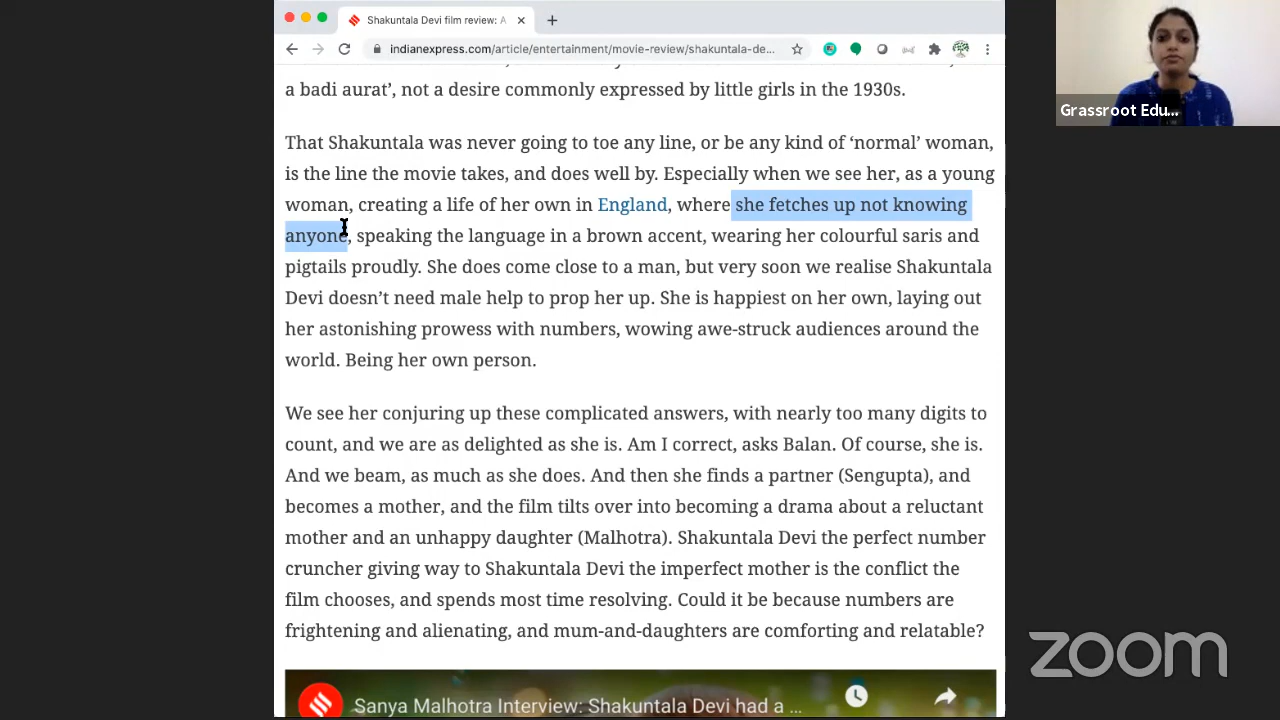 Shakuntala Devi film review: A
indianexpress.com/article/entertainment/movie-review/shakuntala-de...
a badi aurat’, not a desire commonly expressed by little girls in the 1930s.
That Shakuntala was never going to toe any line, or be any kind of ‘normal’ woman,
is the line the movie takes, and does well by. Especially when we see her, as a young
woman, creating a life of her own in England, where she fetches up not knowing
anyone, speaking the language in a brown accent, wearing her colourful saris and
pigtails proudly. She does come close to a man, but very soon we realise Shakuntala
Devi doesn’t need male help to prop her up. She is happiest on her own, laying out
her astonishing prowess with numbers, wowing awe-struck audiences around the
world. Being her own person.
We see her conjuring up these complicated answers, with nearly too many digits to
count, and we are as delighted as she is. Am I correct, asks Balan. Of course, she is.
And we beam, as much as she does. And then she finds a partner (Sengupta), and
becomes a mother, and the film tilts over into becoming a drama about a reluctant
mother and an unhappy daughter (Malhotra). Shakuntala Devi the perfect number
cruncher giving way to Shakuntala Devi the imperfect mother is the conflict the
film chooses, and spends most time resolving. Could it be because numbers are
frightening and alienating, and mum-and-daughters are comforting and relatable?
Sanya Malhotra Interview: Shakuntala Devi had a ...
Grassroot Edu...
zoom